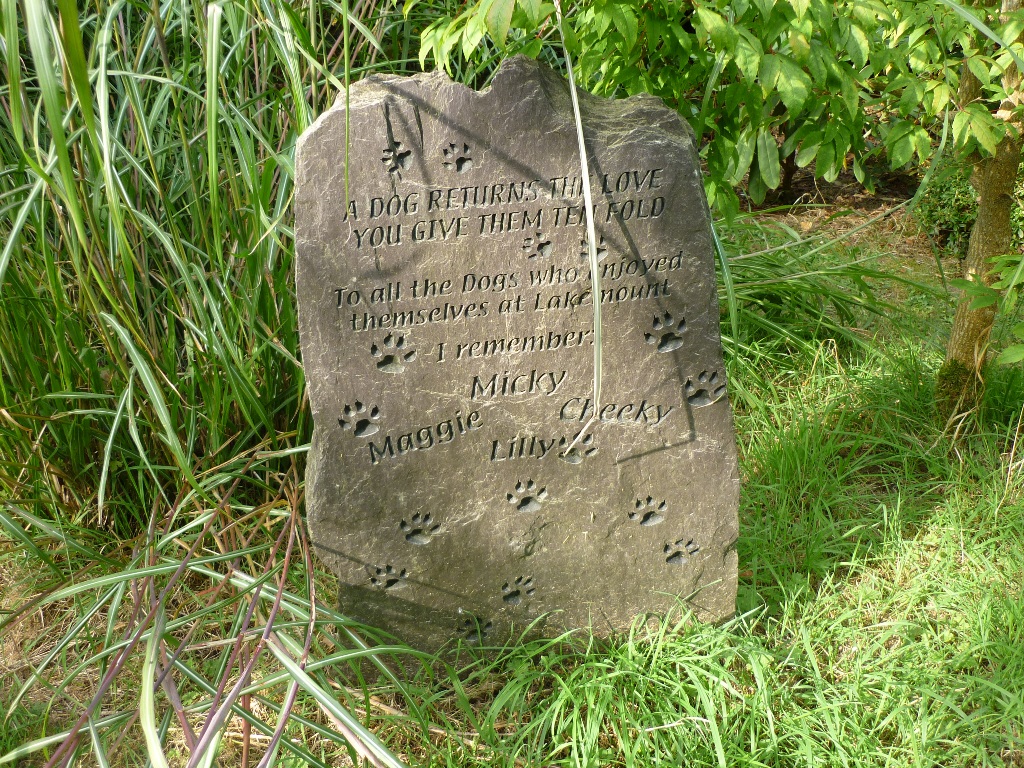 A DOG RETURNS THE LOVE
YOU GIVE THEM TEN FOLD
To all the Dogs who Enjoyed
themselves at Lakemount
I remember:
Micky
Maggie Cheeky
Lilly